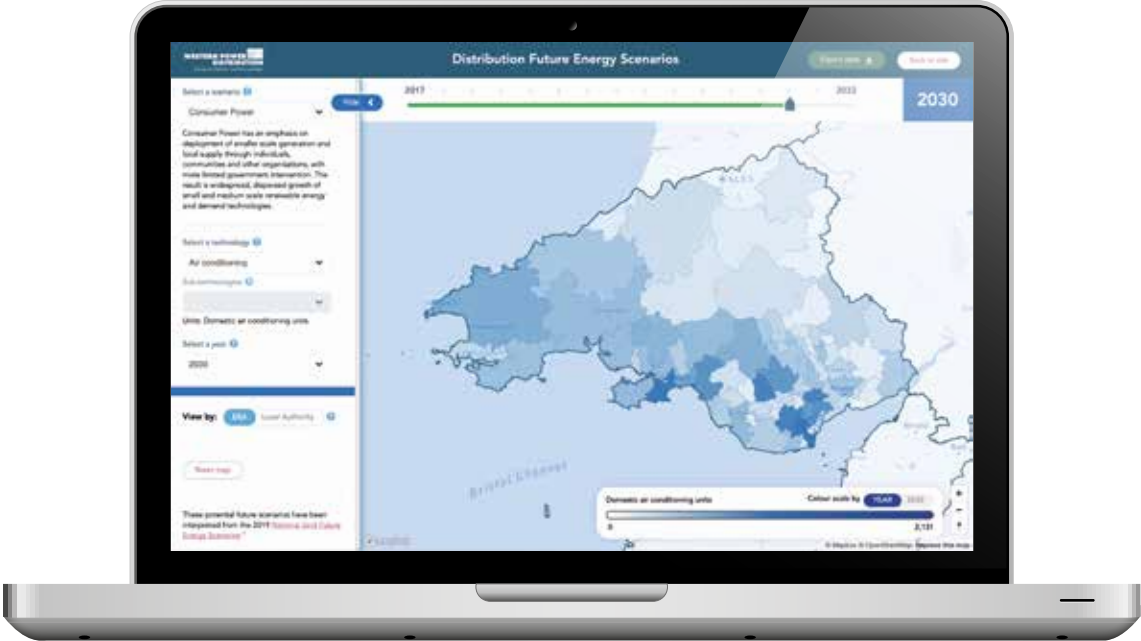 WESTERN POWER
DISTRIBUTION
Distribution Future Energy Scenarios
Back to site
Select a scenario
Hide
2017
2032
2030
Consumer Power
Consumer Power has an emphasis on
deployment of smaller scale generation and
local supply through individuals,
communities and other organisations, with
more limited government intervention. The
result is widespread, dispersed growth of
small and medium scale renewable energy
and demand technologies.
WALES
Select a technology
Air conditioning
Sub-technologies
Units: Domestic air conditioning units
Select a year
2030
View by: ESA Local Authority
Reset map
Bristol Channel
Bristol
Domestic air conditioning units
Colour scale by YEAR
0
2,131
These potential future scenarios have been
interpreted from the 2019 National Grid Future
Energy Scenarios
© Mapbox © OpenStreetMap Improve this map